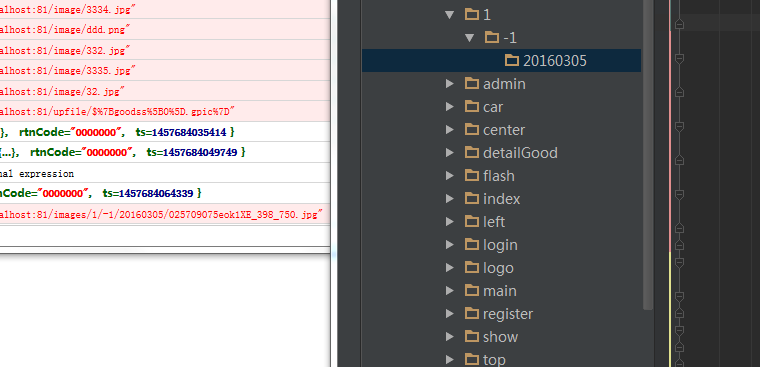 alhost:81/image/3334.jpg"
alhost:81/image/ddd.png"
alhost:81/image/332.jpg"
alhost:81/image/3335.jpg"
alhost:81/image/32.jpg"
alhost:81/upfile/$%7Bgoodss%5B0%5D.gpic%7D"
}, rtnCode="0000000", ts=1457684035414 }
{...}, rtnCode="0000000", ts=1457684049749 }
nal expression
nCode="0000000", ts=1457684064339 }
alhost:81/images/1/-1/20160305/025709075eok1XE_398_750.jpg"
1
-1
20160305
admin
car
center
detailGood
flash
index
left
login
logo
main
register
show
top